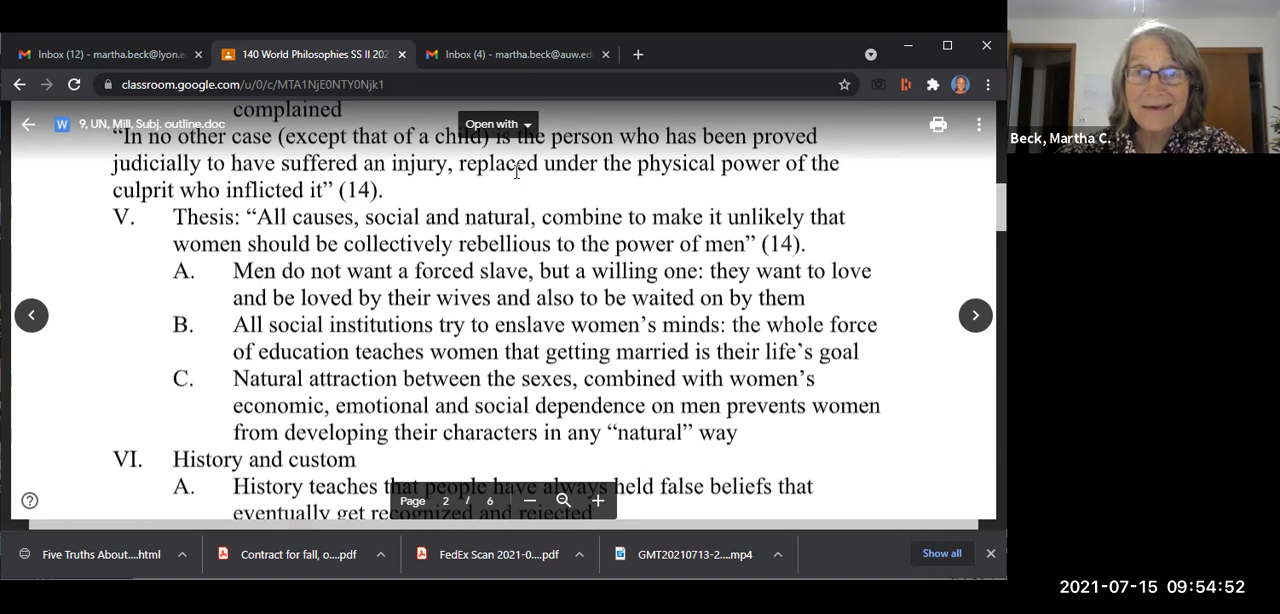 Inbox (12) - martha.beck@lyon.e
140 World Philosophies SS II 202
Inbox (4) - martha.beck@auw.ed
classroom.google.com/u/0/c/MTA1NjE0NTY0Njk1
9, UN, Mill, Subj. outline.doc
Open with
complained
“In no other case (except that of a child) is the person who has been proved
judicially to have suffered an injury, replaced under the physical power of the
culprit who inflicted it” (14).
V. Thesis: “All causes, social and natural, combine to make it unlikely that
women should be collectively rebellious to the power of men” (14).
A. Men do not want a forced slave, but a willing one: they want to love
and be loved by their wives and also to be waited on by them
B. All social institutions try to enslave women’s minds: the whole force
of education teaches women that getting married is their life’s goal
C. Natural attraction between the sexes, combined with women’s
economic, emotional and social dependence on men prevents women
from developing their characters in any “natural” way
VI. History and custom
A. History teaches that people have always held false beliefs that
eventually get recognized and rejected
Page 2 / 6
Five Truths About....html
Contract for fall, o....pdf
FedEx Scan 2021-0....pdf
GMT20210713-2....mp4
Show all
Beck, Martha C.
2021-07-15 09:54:52